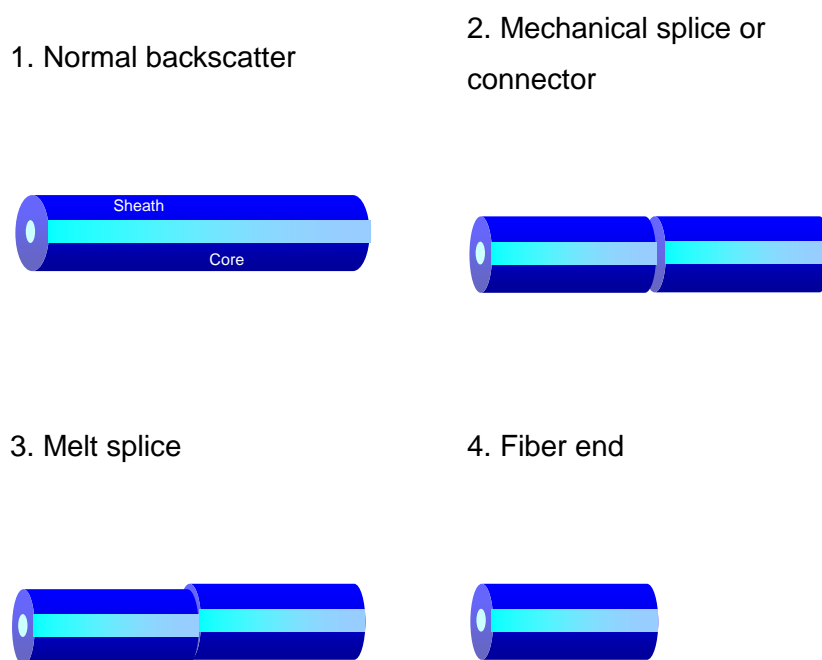 1. Normal backscatter
2. Mechanical splice or
connector
Sheath
Core
3. Melt splice
4. Fiber end